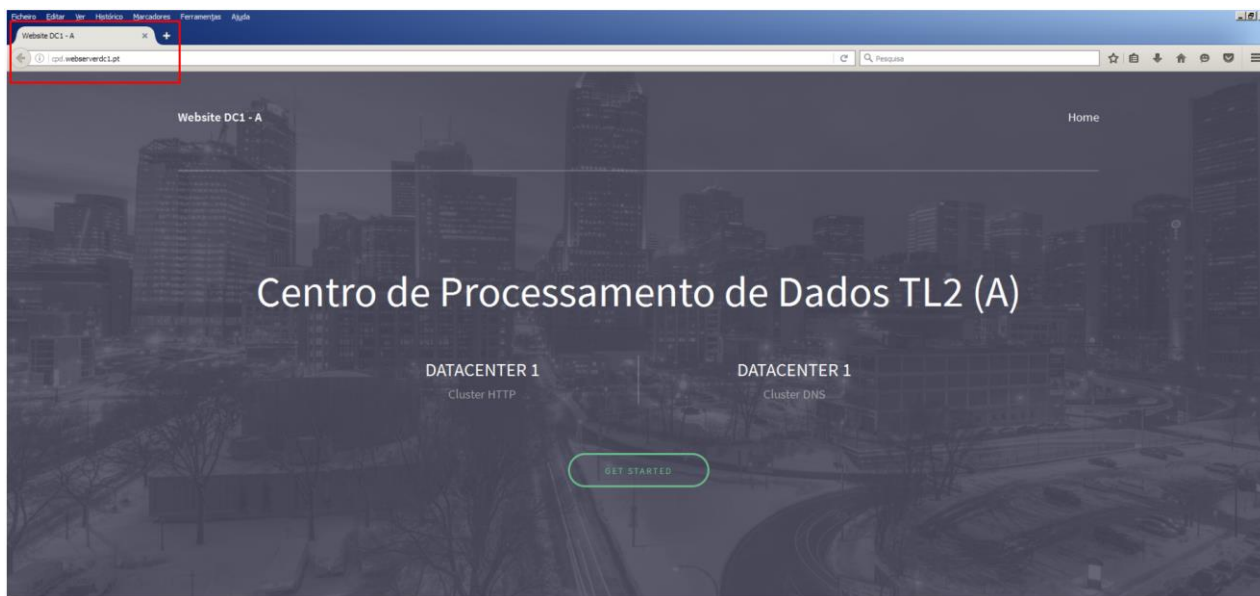 Ficheiro Editar Ver Histórico Marcadores Ferramentas Ajuda
Website DC1 - A
cpd.webserverdc1.pt
Pesquisa
Website DC1 - A Home
Centro de Processamento de Dados TL2 (A)
DATACENTER 1 DATACENTER 1
Cluster HTTP Cluster DNS
GET STARTED